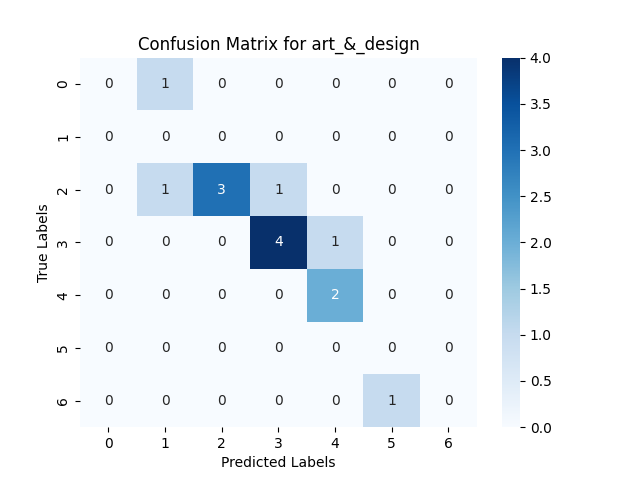 Confusion Matrix for art_&_design
0 0 1 0 0 0 0 0
1 0 0 0 0 0 0 0
2 0 1 3 1 0 0 0
3 0 0 0 4 1 0 0
4 0 0 0 0 2 0 0
5 0 0 0 0 0 0 0
6 0 0 0 0 0 1 0
0 1 2 3 4 5 6
True Labels
Predicted Labels
4.0
3.5
3.0
2.5
2.0
1.5
1.0
0.5
0.0